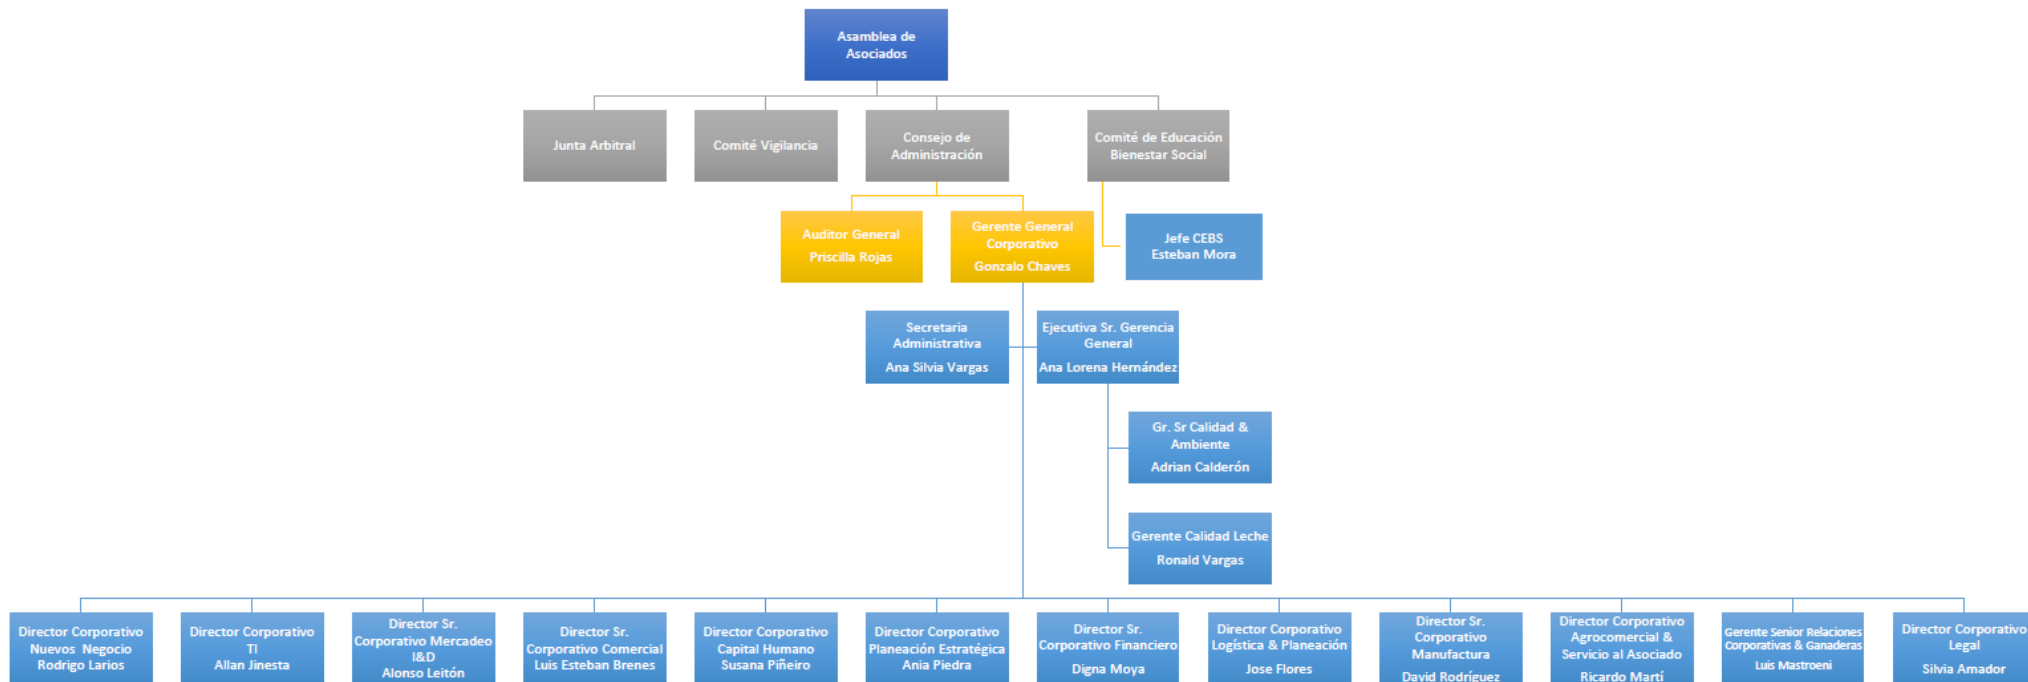 Asamblea de
Asociados
Junta Arbitral
Comité Vigilancia
Consejo de
Administración
Comité de Educación
Bienestar Social
Auditor General
Priscilla Rojas
Gerente General
Corporativo
Gonzalo Chaves
Jefe CEBS
Esteban Mora
Secretaria
Administrativa
Ana Silvia Vargas
Ejecutiva Sr. Gerencia
General
Ana Lorena Hernández
Gr. Sr Calidad &
Ambiente
Adrian Calderón
Gerente Calidad Leche
Ronald Vargas
Director Corporativo
Nuevos Negocio
Rodrigo Larios
Director Corporativo
TI
Allan Jinesta
Director Sr.
Corporativo Mercadeo
I&D
Alonso Leitón
Director Sr.
Corporativo Comercial
Luis Esteban Brenes
Director Corporativo
Capital Humano
Susana Piñeiro
Director Corporativo
Planeación Estratégica
Ania Piedra
Director Sr.
Corporativo Financiero
Digna Moya
Director Corporativo
Logística & Planeación
Jose Flores
Director Sr.
Corporativo
Manufactura
David Rodríguez
Director Corporativo
Agrocomercial &
Servicio al Asociado
Ricardo Martí
Gerente Senior Relaciones
Corporativas & Ganaderas
Luis Mastroeni
Director Corporativo
Legal
Silvia Amador